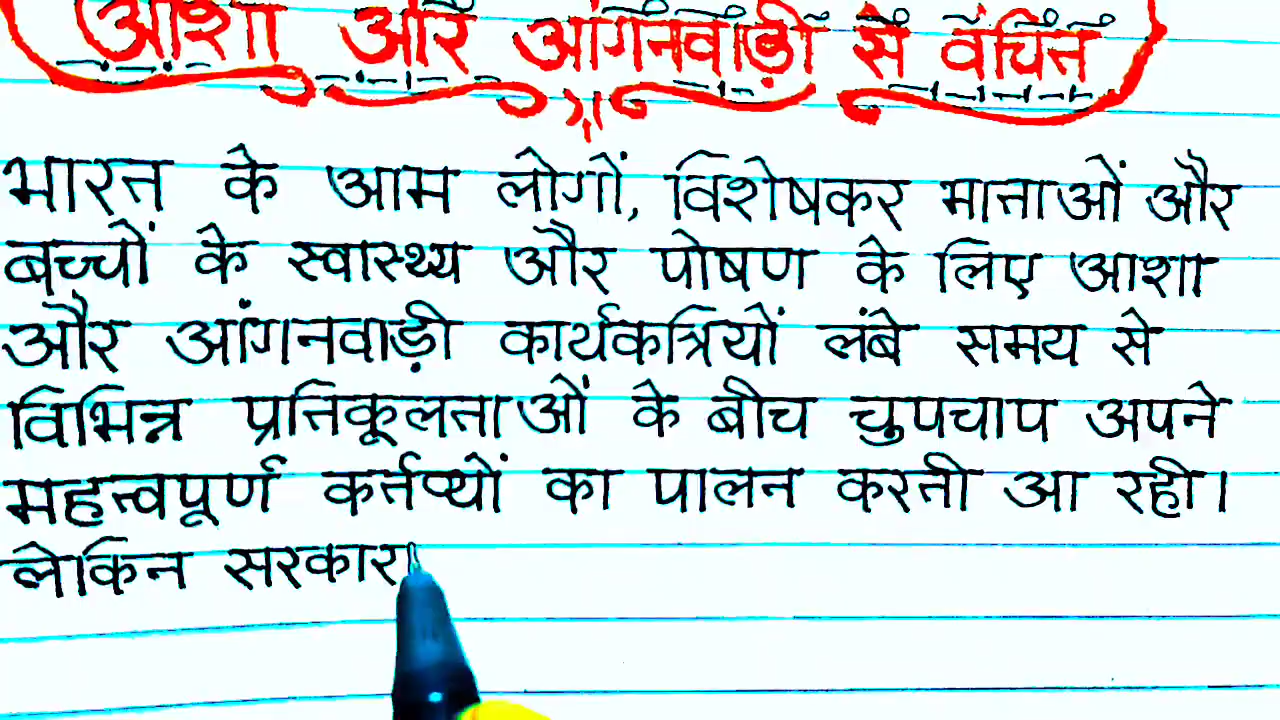 आशा और आंगनवाड़ी से वंचित
भारत के आम लोगों, विशेषकर माताओं और
बच्चों के स्वास्थ्य और पोषण के लिए आशा
और आंगनवाड़ी कार्यकत्रियों लंबे समय से
विभिन्न प्रतिकूलताओं के बीच चुपचाप अपने
महत्त्वपूर्ण कर्तव्यों का पालन करती आ रही।
लेकिन सरकार